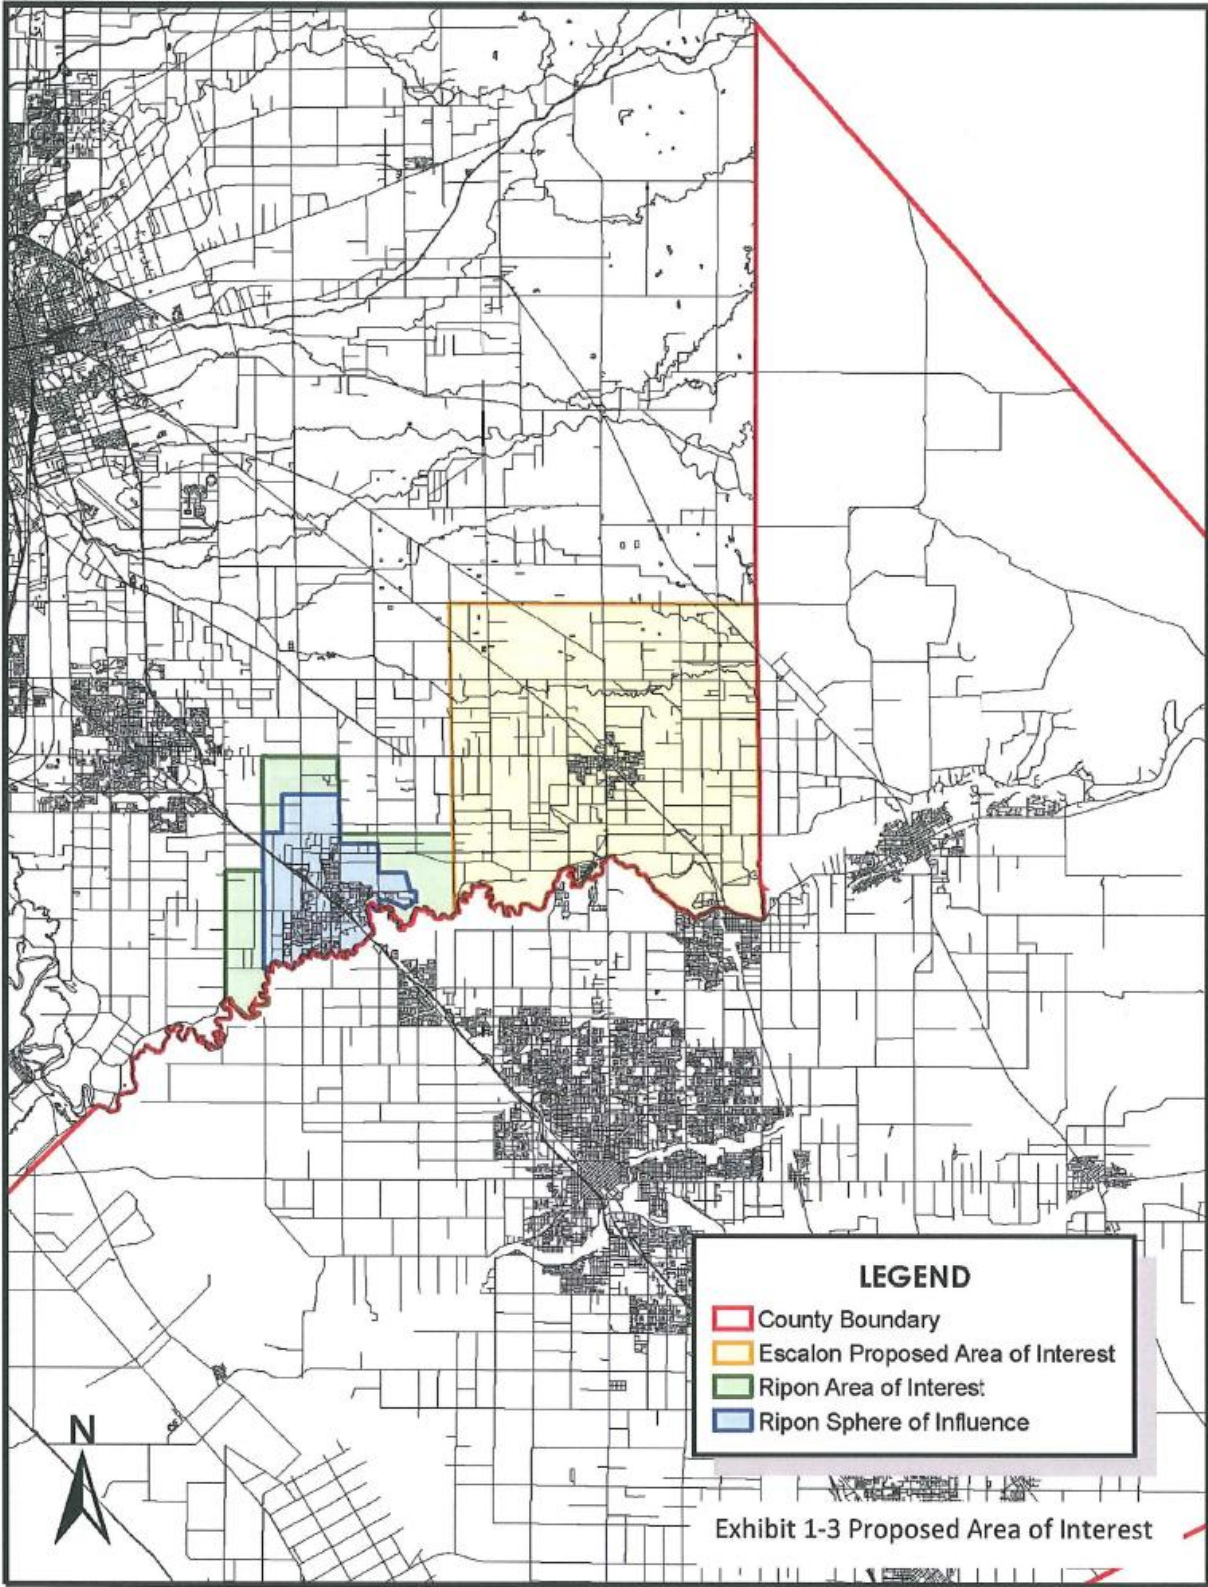 LEGEND
County Boundary
Escalon Proposed Area of Interest
Ripon Area of Interest
Ripon Sphere of Influence
N
Exhibit 1-3 Proposed Area of Interest